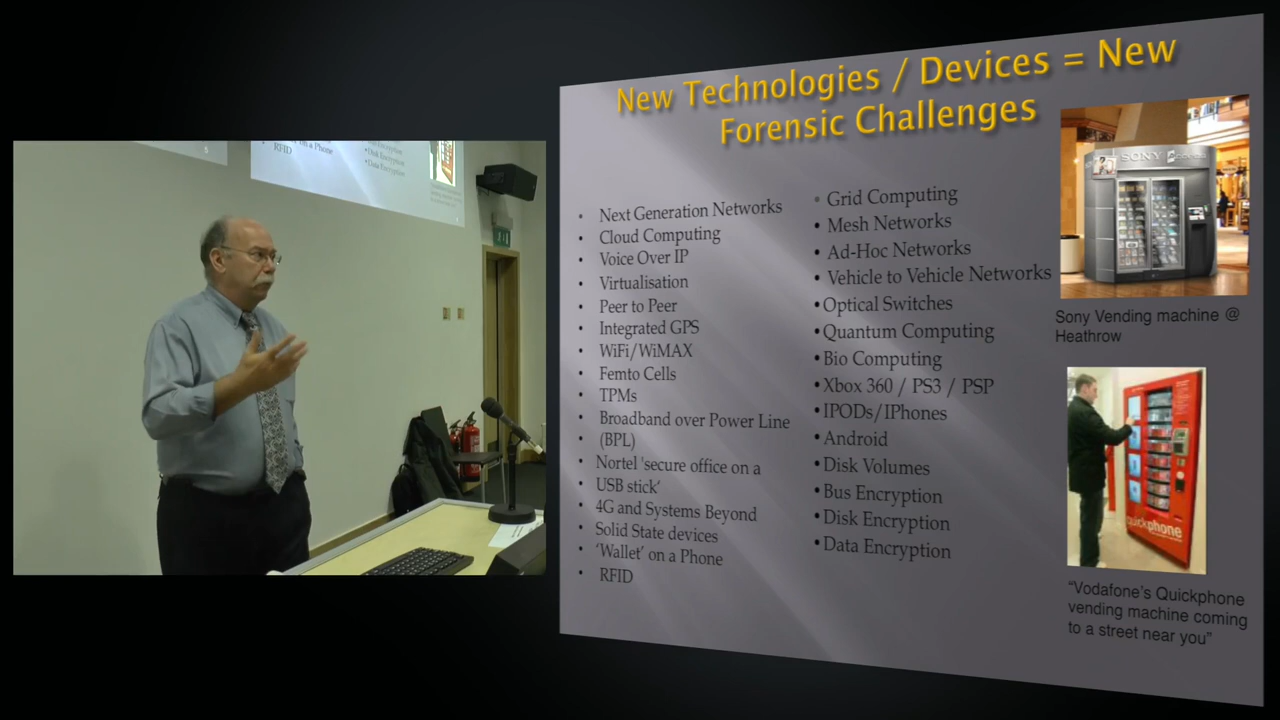 New Technologies / Devices = New
Forensic Challenges
• Next Generation Networks
• Cloud Computing
• Voice Over IP
• Virtualisation
• Peer to Peer
• Integrated GPS
• WiFi/WiMAX
• Femto Cells
• TPMs
• Broadband over Power Line
• (BPL)
• Nortel 'secure office on a
• USB stick'
• 4G and Systems Beyond
• Solid State devices
• 'Wallet' on a Phone
• RFID
• Grid Computing
• Mesh Networks
• Ad-Hoc Networks
• Vehicle to Vehicle Networks
• Optical Switches
• Quantum Computing
• Bio Computing
• Xbox 360 / PS3 / PSP
• IPODs/IPhones
• Android
• Disk Volumes
• Bus Encryption
• Disk Encryption
• Data Encryption
SONY
Sony Vending machine @
Heathrow
quickphone
"Vodafone's Quickphone
vending machine coming
to a street near you"
on a Phone
RFID
• Disk Encryption
• Data Encryption